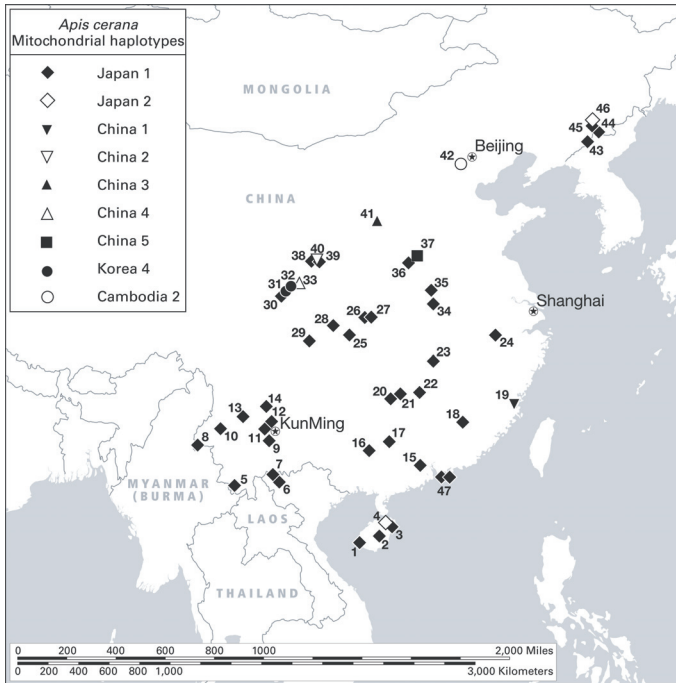 Apis cerana
Mitochondrial haplotypes
Japan 1
Japan 2
China 1
China 2
China 3
China 4
China 5
Korea 4
Cambodia 2
MONGOLIA
46
45
44
43
42
Beijing
CHINA
41
40
38
39
37
36
32
31
33
30
35
34
Shanghai
28
26
27
29
25
24
23
14
13
12
KunMing
10
11
9
8
20
21
22
19
18
17
16
15
7
6
5
47
MYANMAR
(BURMA)
LAOS
4
3
2
1
THAILAND
0 200 400 600 800 1000 2,000 Miles
0 200 400 600 800 1,000 3,000 Kilometers